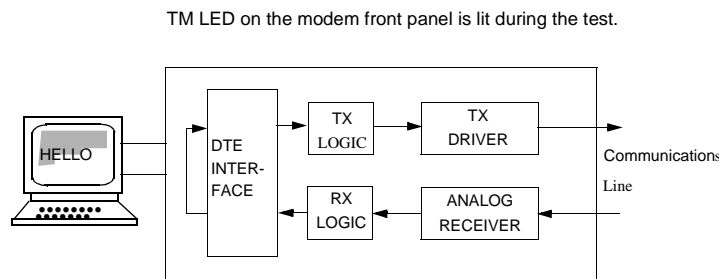 TM LED on the modem front panel is lit during the test.
HELLO
DTE
INTER-
FACE
TX
LOGIC
TX
DRIVER
RX
LOGIC
ANALOG
RECEIVER
Communications
Line